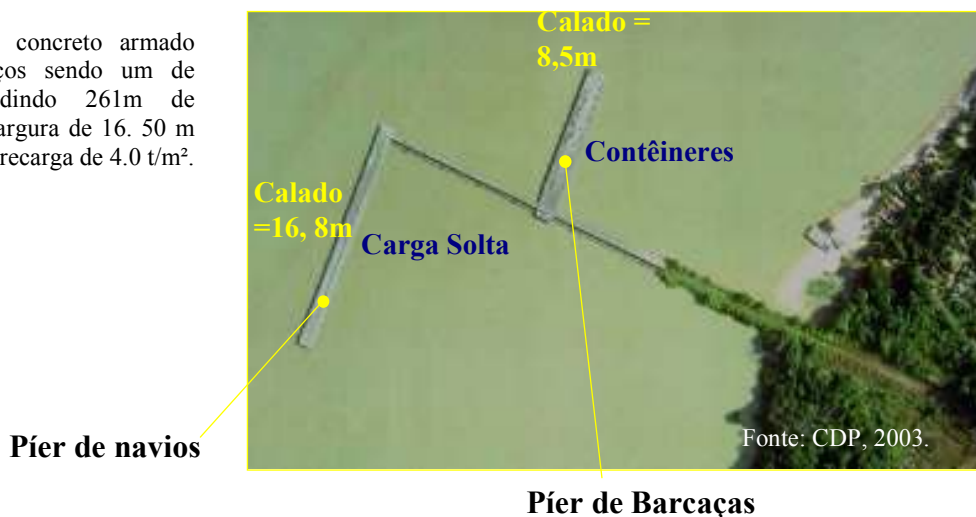 concreto armado
ços sendo um de
dindo 261m de
argura de 16. 50 m
recarga de 4.0 t/m².
Calado =
8,5m
Contêineres
Calado
=16, 8m
Carga Solta
Píer de navios
Fonte: CDP, 2003.
Píer de Barcaças